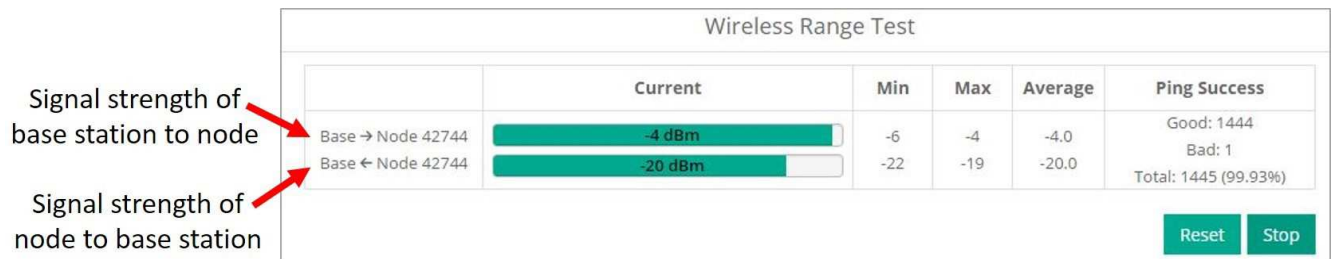 Wireless Range Test
Current Min Max Average Ping Success
Signal strength of
base station to node
Base → Node 42744 -4 dBm -6 -4 -4.0 Good: 1444
Bad: 1
Base ← Node 42744 -20 dBm -22 -19 -20.0
Total: 1445 (99.93%)
Signal strength of
node to base station
Reset Stop